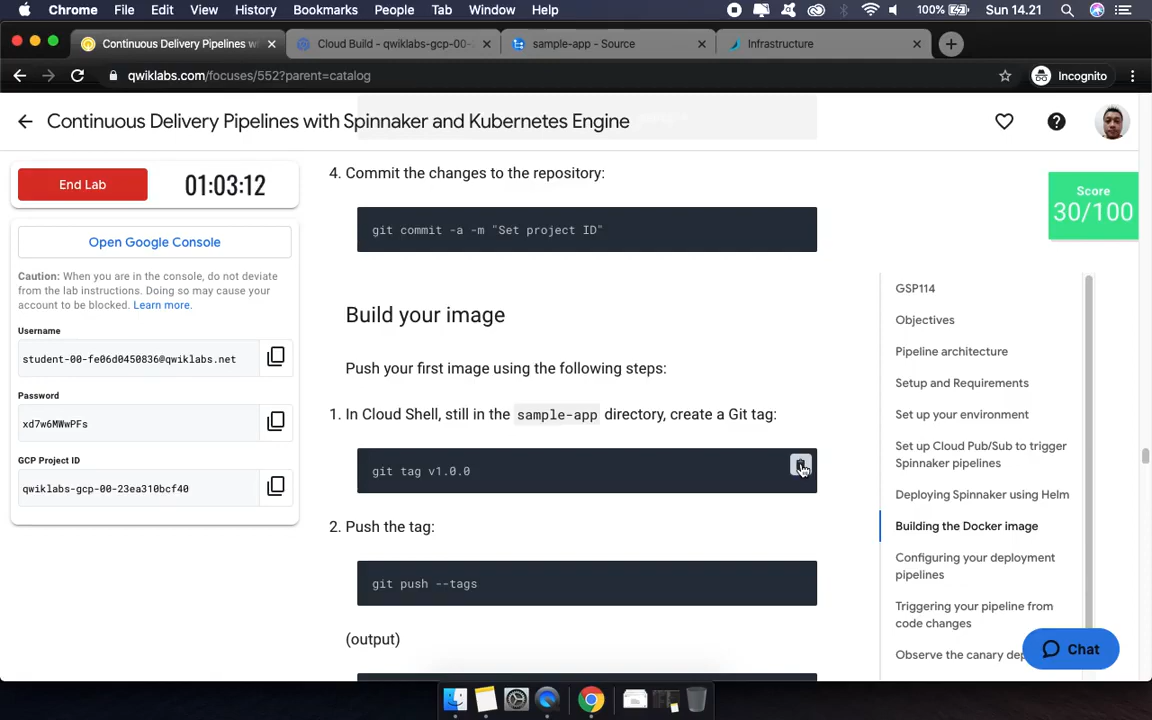 Chrome File Edit View History Bookmarks People Tab Window Help 100% Sun 14.21
Continuous Delivery Pipelines w Cloud Build - qwiklabs-gcp-00- sample-app - Source Infrastructure
qwiklabs.com/focuses/552?parent=catalog Incognito
Continuous Delivery Pipelines with Spinnaker and Kubernetes Engine
End Lab 01:03:12
Open Google Console
Caution: When you are in the console, do not deviate
from the lab instructions. Doing so may cause your
account to be blocked. Learn more.
Username
student-00-fe06d0450836@qwiklabs.net
Password
xd7w6MWwPFs
GCP Project ID
qwiklabs-gcp-00-23ea310bcf40
4. Commit the changes to the repository:
git commit -a -m "Set project ID"
Build your image
Push your first image using the following steps:
1. In Cloud Shell, still in the sample-app directory, create a Git tag:
git tag v1.0.0
2. Push the tag:
git push --tags
(output)
Score
30/100
GSP114
Objectives
Pipeline architecture
Setup and Requirements
Set up your environment
Set up Cloud Pub/Sub to trigger
Spinnaker pipelines
Deploying Spinnaker using Helm
Building the Docker image
Configuring your deployment
pipelines
Triggering your pipeline from
code changes
Observe the canary de
Chat